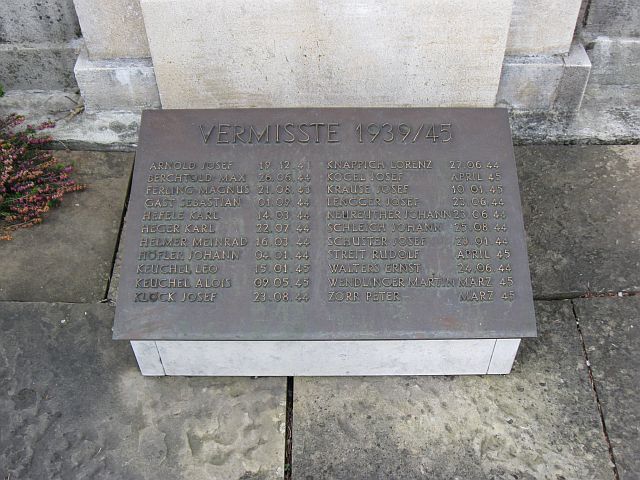 VERMISSTE 1939/45
ARNOLD JOSEF 19.12.41
BERCHTOLD MAX 26.06.44
FERLING MAGNUS 21.08.43
GAST SEBASTIAN 01.09.44
HEFELE KARL 14.03.44
HEGER KARL 22.07.44
HELMER MEINRAD 16.03.44
HÖFLER JOHANN 04.01.44
KEUCHEL LEO 15.01.45
KEUCHEL ALOIS 09.05.45
KLOCK JOSEF 23.08.44
KNAPPICH LORENZ 27.06.44
KOGEL JOSEF APRIL 45
KRAUSE JOSEF 10.01.45
LENGGER JOSEF 23.06.44
NEUREUTHER JOHANN 23.06.44
SCHLEICH JOHANN 25.08.44
SCHUSTER JOSEF 23.01.44
STREIT RUDOLF APRIL 45
WALTERS ERNST 24.06.44
WENDLINGER MARTIN MÄRZ 45
ZORR PETER MÄRZ 45